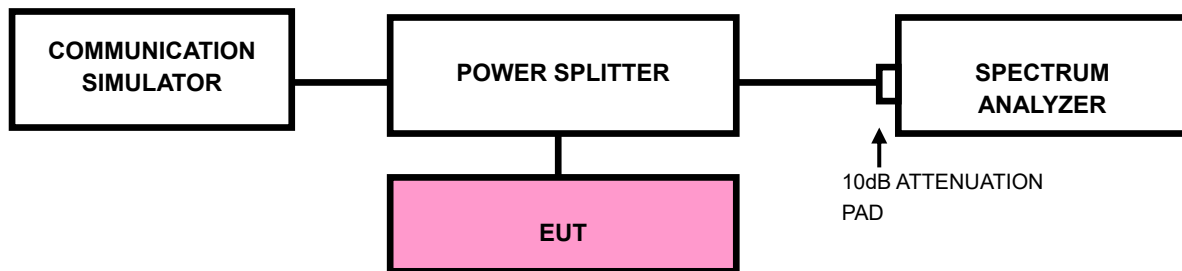 COMMUNICATION
SIMULATOR
POWER SPLITTER
SPECTRUM
ANALYZER
10dB ATTENUATION
PAD
EUT